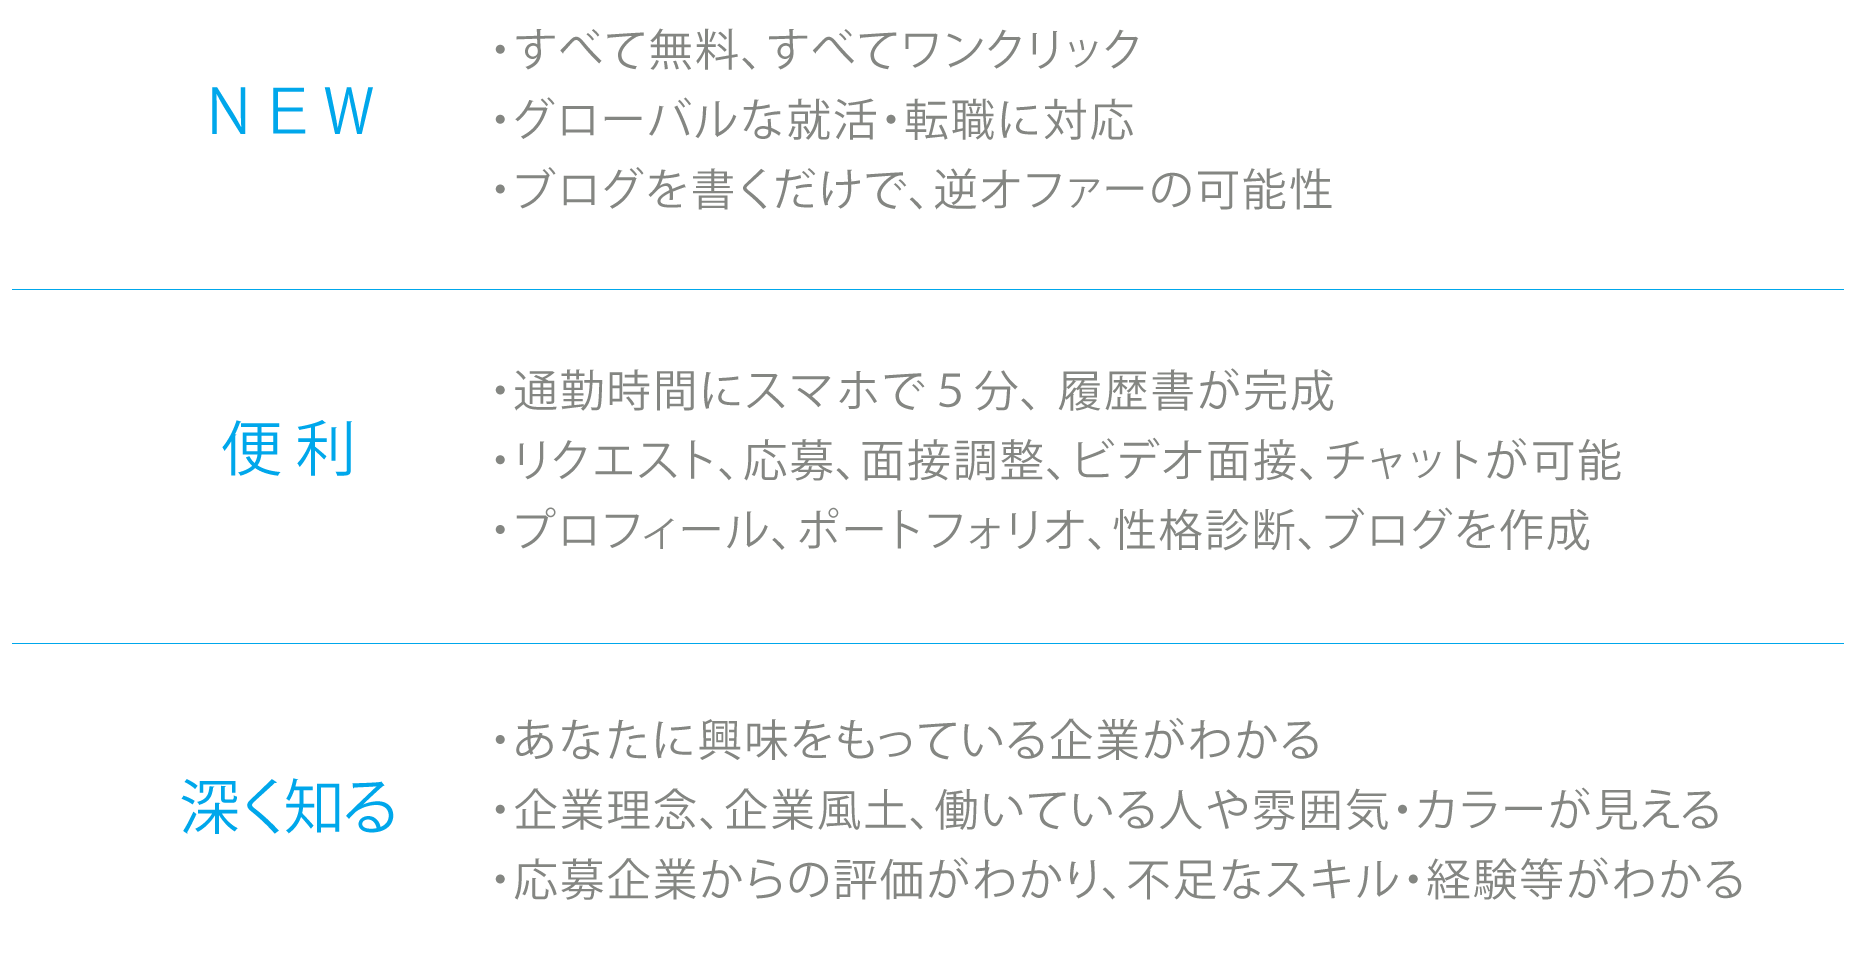 NEW
・すべて無料、すべてワンクリック
・グローバルな就活・転職に対応
・ブログを書くだけで、逆オファーの可能性
便利
・通勤時間にスマホで5分、履歴書が完成
・リクエスト、応募、面接調整、ビデオ面接、チャットが可能
・プロフィール、ポートフォリオ、性格診断、ブログを作成
深く知る
・あなたに興味をもっている企業がわかる
・企業理念、企業風土、働いている人や雰囲気・カラーが見える
・応募企業からの評価がわかり、不足なスキル・経験等がわかる